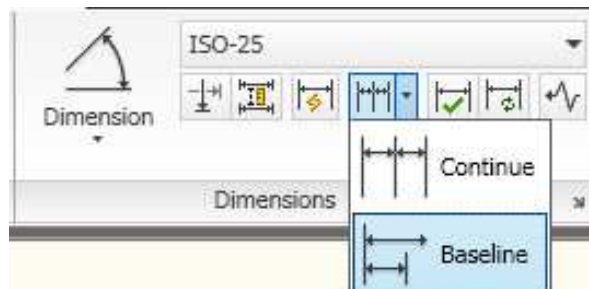 ISO-25
Dimension
Continue
Dimensions
Baseline